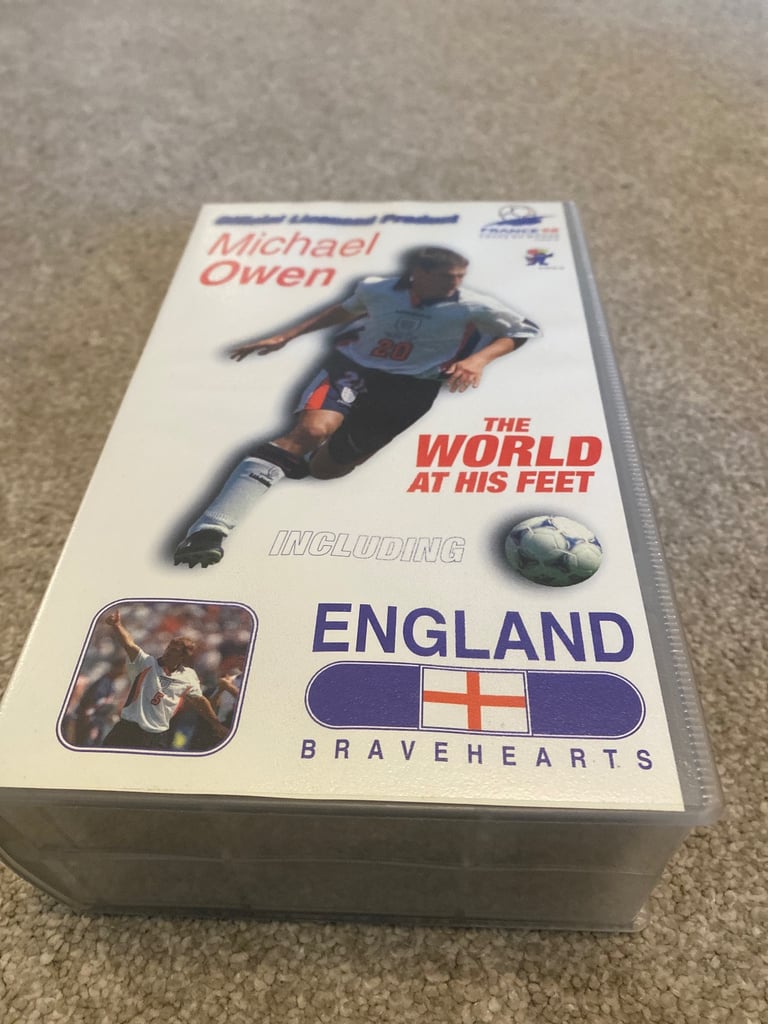 Official Licensed Product
Michael
Owen
FRANCE 98
20
THE
WORLD
AT HIS FEET
INCLUDING
ENGLAND
BRAVEHEARTS